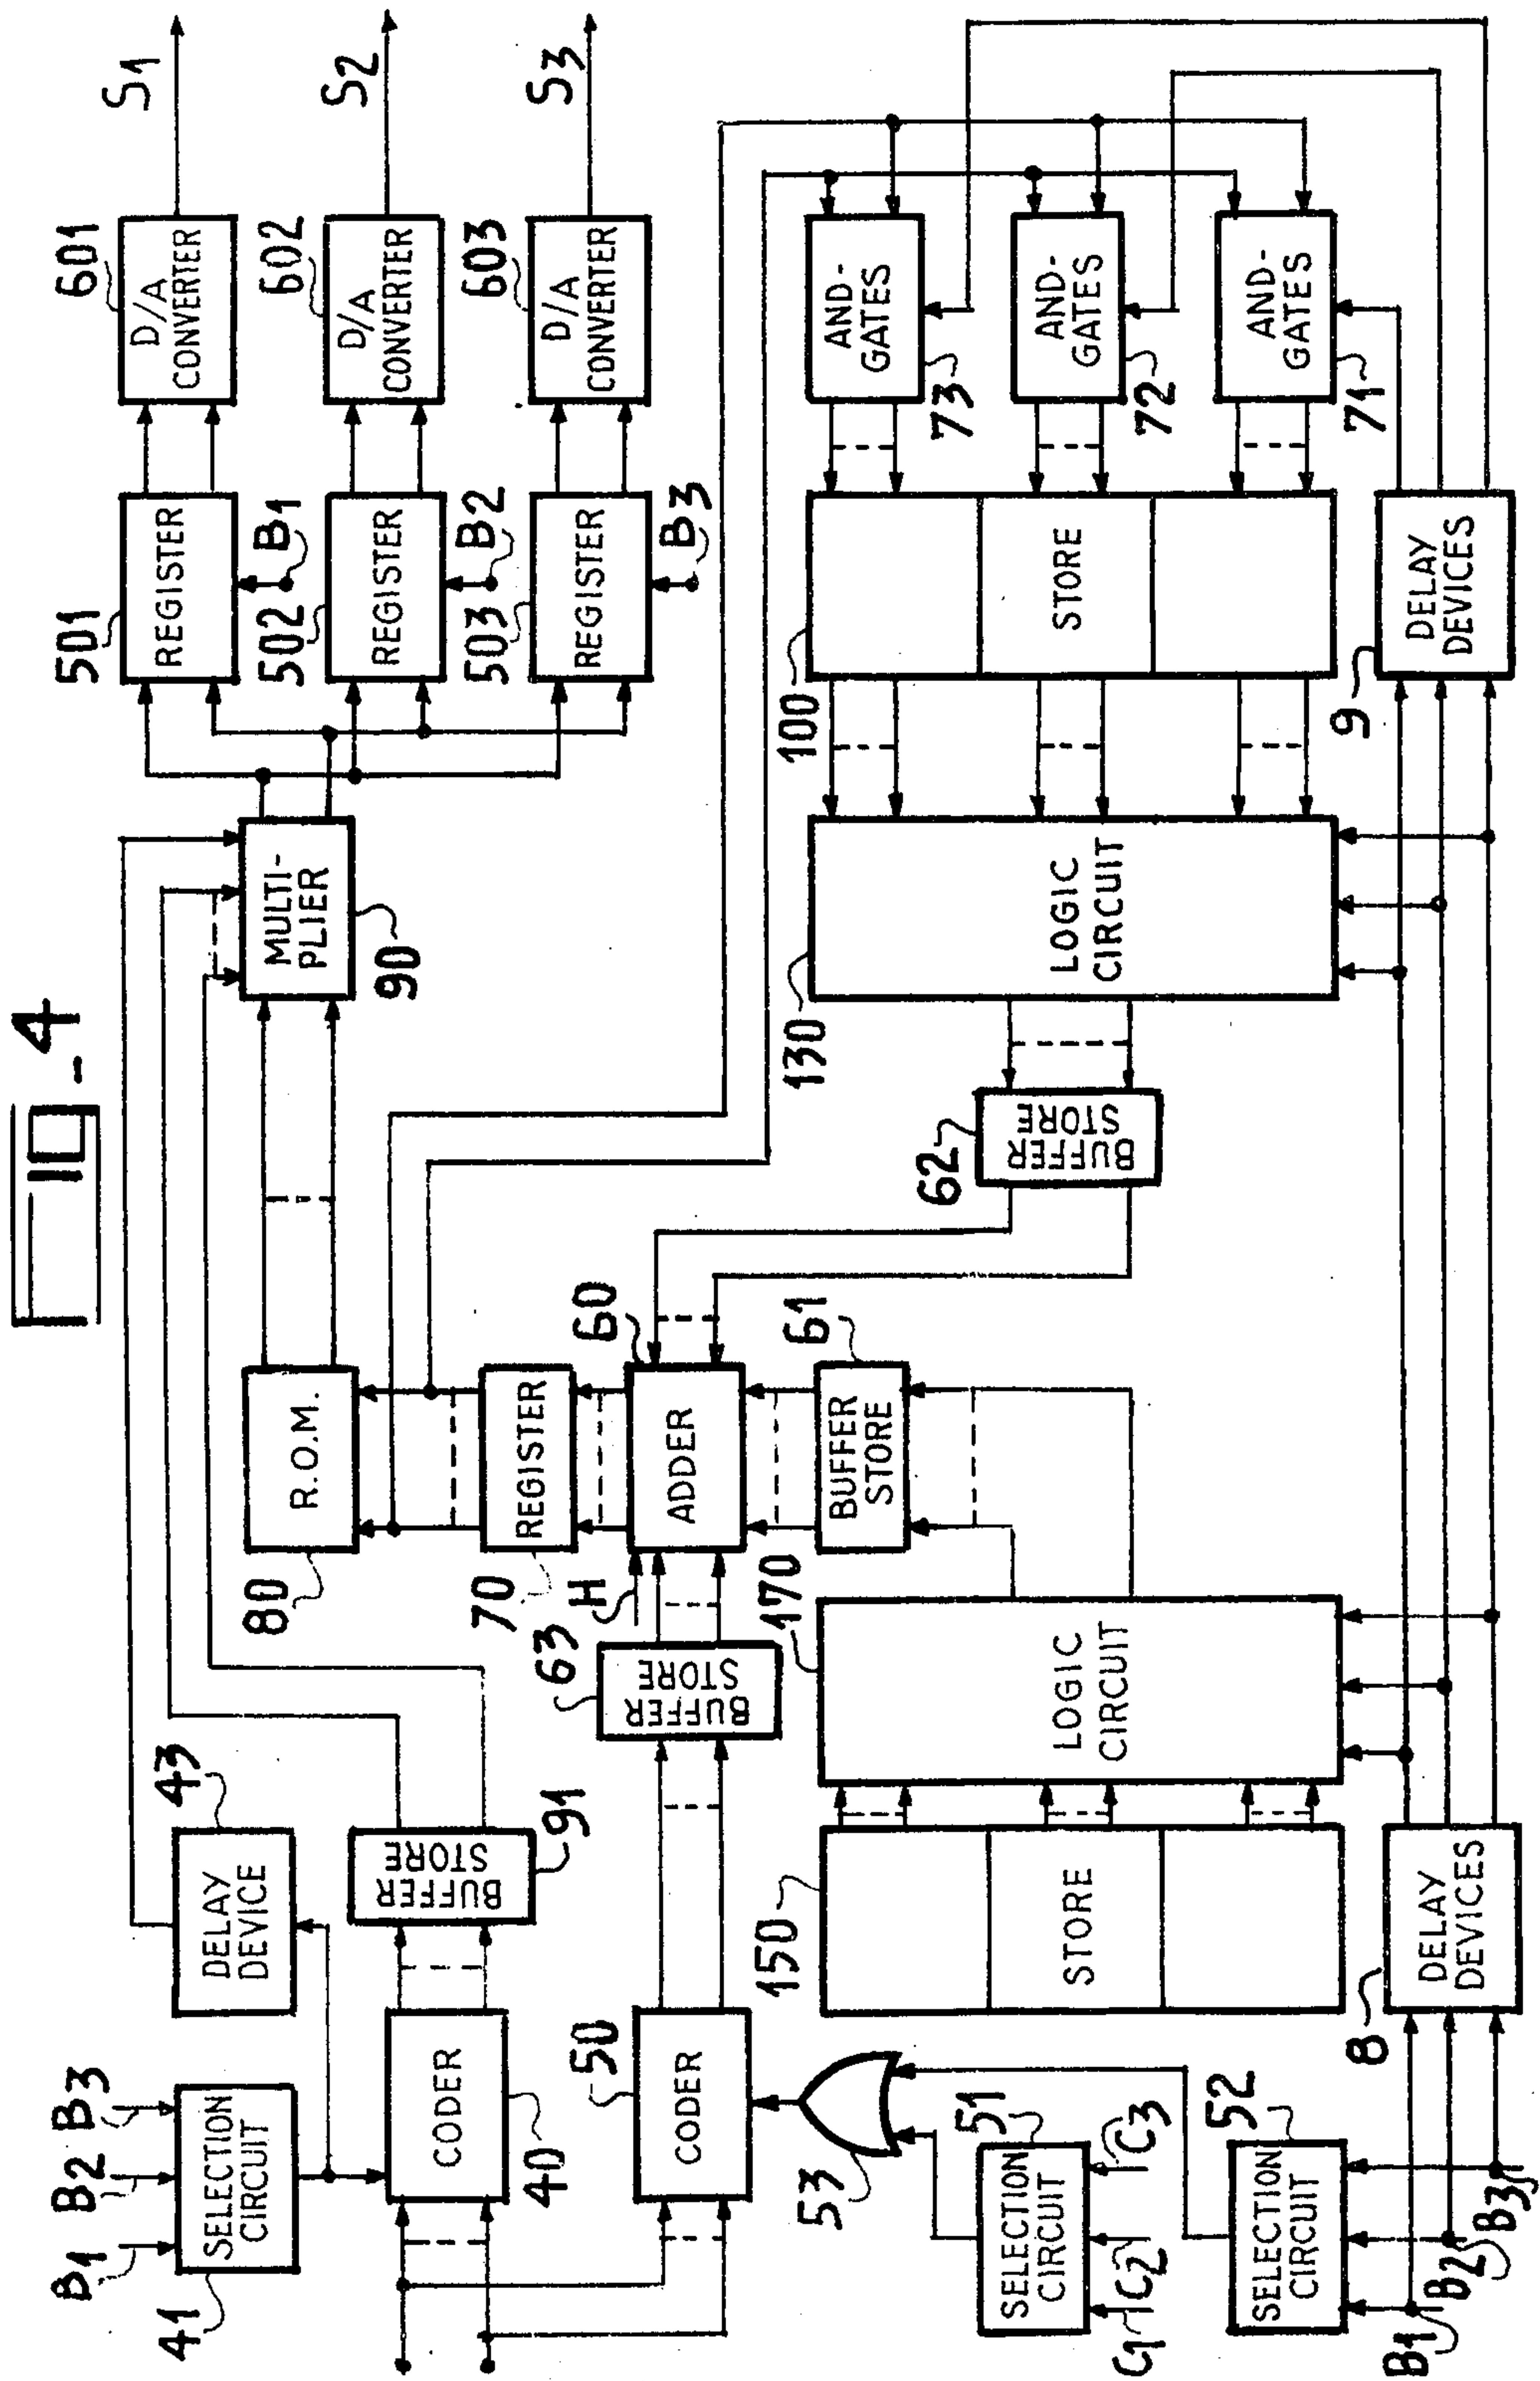 FIG_4
B1
B2
B3
SELECTION
CIRCUIT
41
DELAY
DEVICE
43
CODER
40
BUFFER
STORE
91
R.O.M.
80
MULTI-
PLIER
90
REGISTER
501
B1
REGISTER
502
B2
REGISTER
503
B3
D/A
CONVERTER
601
D/A
CONVERTER
602
D/A
CONVERTER
603
S1
S2
S3
CODER
50
53
BUFFER
STORE
63
H
REGISTER
70
ADDER
60
BUFFER
STORE
61
BUFFER
STORE
62
SELECTION
CIRCUIT
51
C1
C2
C3
SELECTION
CIRCUIT
52
B1
B2
B3
STORE
150
LOGIC
CIRCUIT
170
LOGIC
CIRCUIT
130
STORE
100
AND-
GATES
73
AND-
GATES
72
AND-
GATES
71
DELAY
DEVICES
8
DELAY
DEVICES
9